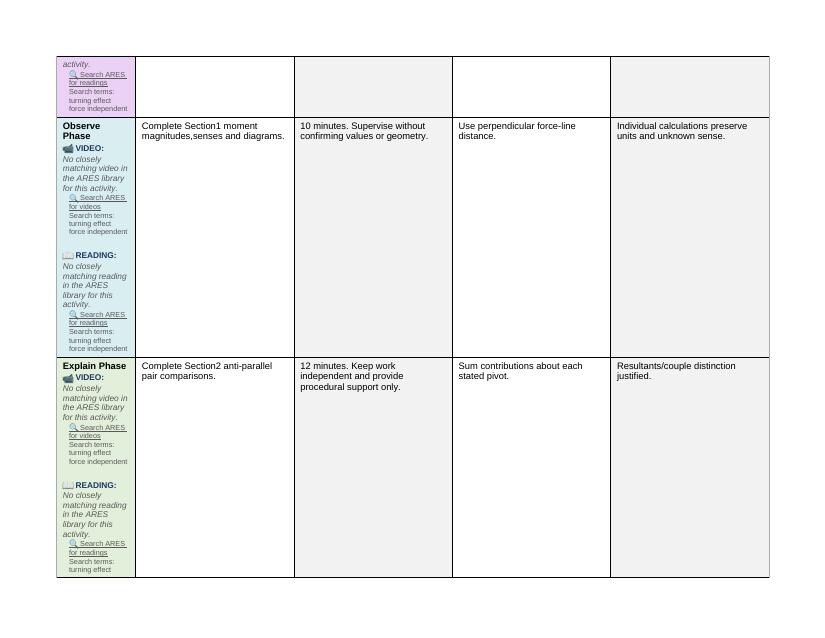 activity.
🔍 Search ARES
for readings
Search terms:
turning effect
force independent
Observe
Phase
📹 VIDEO:
No closely
matching video in
the ARES library
for this activity.
🔍 Search ARES
for videos
Search terms:
turning effect
force independent
📖 READING:
No closely
matching reading
in the ARES
library for this
activity.
🔍 Search ARES
for readings
Search terms:
turning effect
force independent
Complete Section1 moment
magnitudes,senses and diagrams.
10 minutes. Supervise without
confirming values or geometry.
Use perpendicular force-line
distance.
Individual calculations preserve
units and unknown sense.
Explain Phase
📹 VIDEO:
No closely
matching video in
the ARES library
for this activity.
🔍 Search ARES
for videos
Search terms:
turning effect
force independent
📖 READING:
No closely
matching reading
in the ARES
library for this
activity.
🔍 Search ARES
for readings
Search terms:
turning effect
Complete Section2 anti-parallel
pair comparisons.
12 minutes. Keep work
independent and provide
procedural support only.
Sum contributions about each
stated pivot.
Resultants/couple distinction
justified.